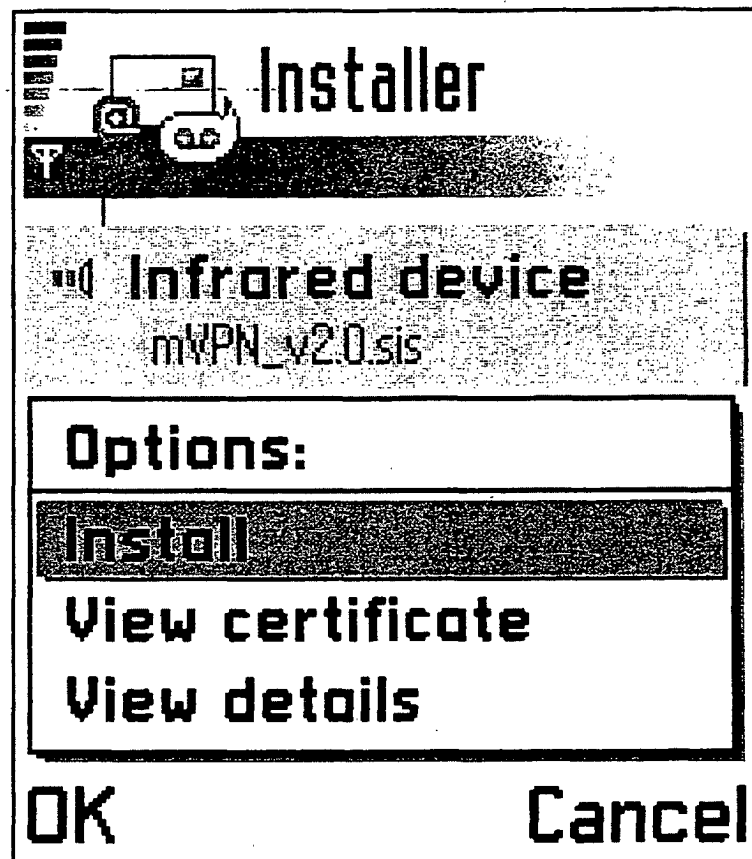 Installer
Infrared device
mVPN_v2.0.sis
Options:
Install
View certificate
View details
OK
Cancel